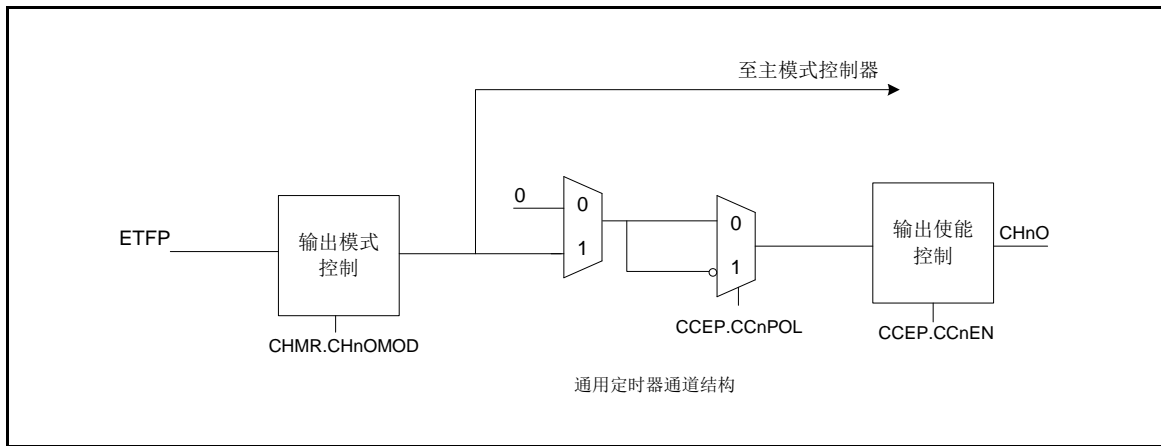 至主模式控制器
0
0
1
ETFP
输出模式
控制
CHMR.CHnOMOD
0
1
CCEP.CCnPOL
输出使能
控制
CHnO
CCEP.CCnEN
通用定时器通道结构